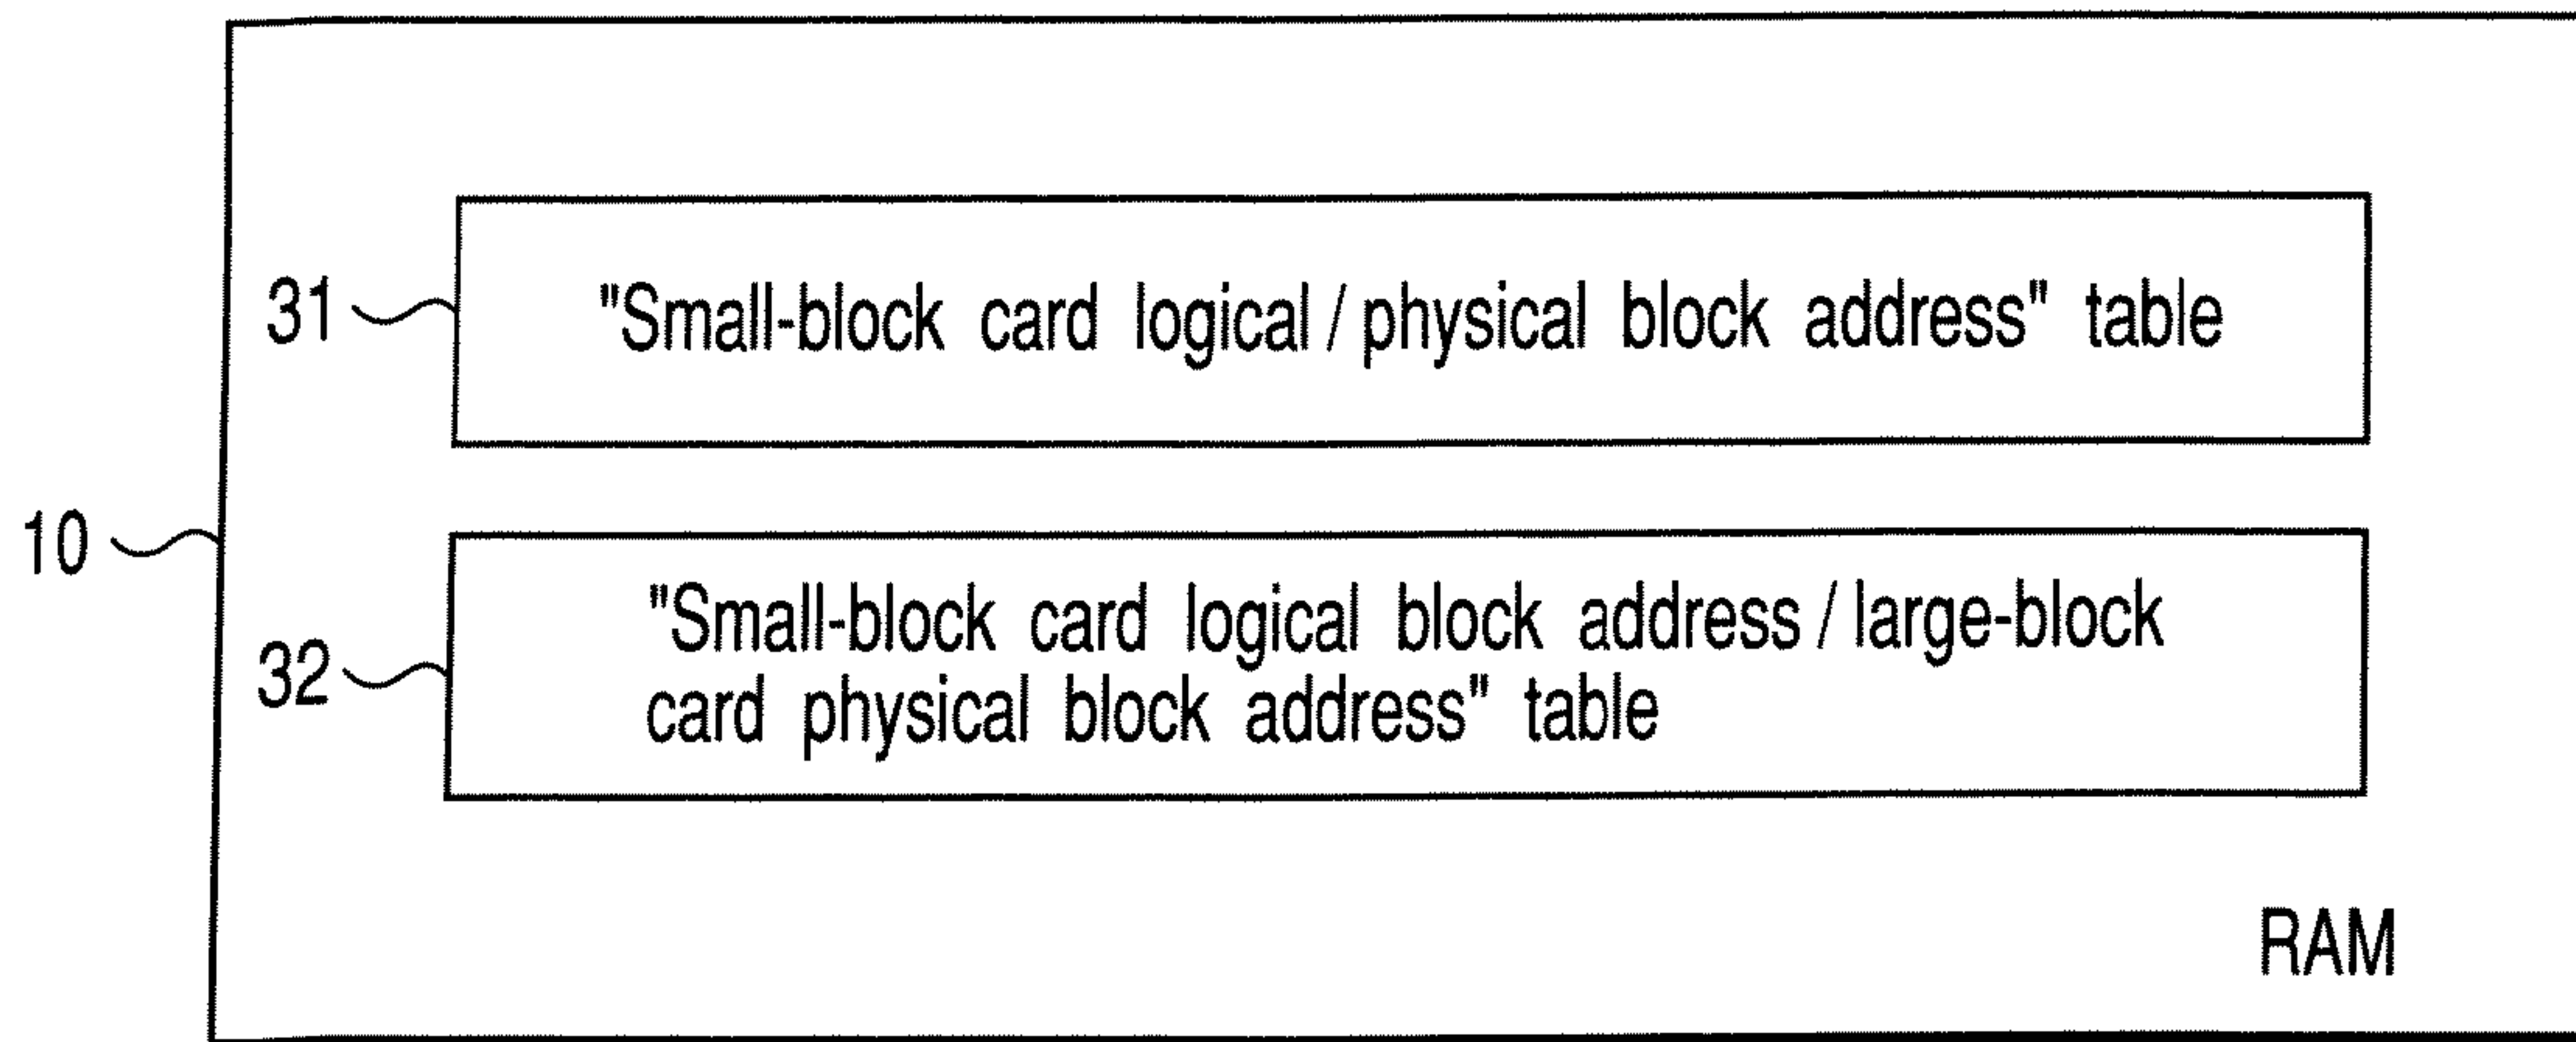 31 "Small-block card logical / physical block address" table
10
"Small-block card logical block address / large-block
32
card physical block address" table
RAM